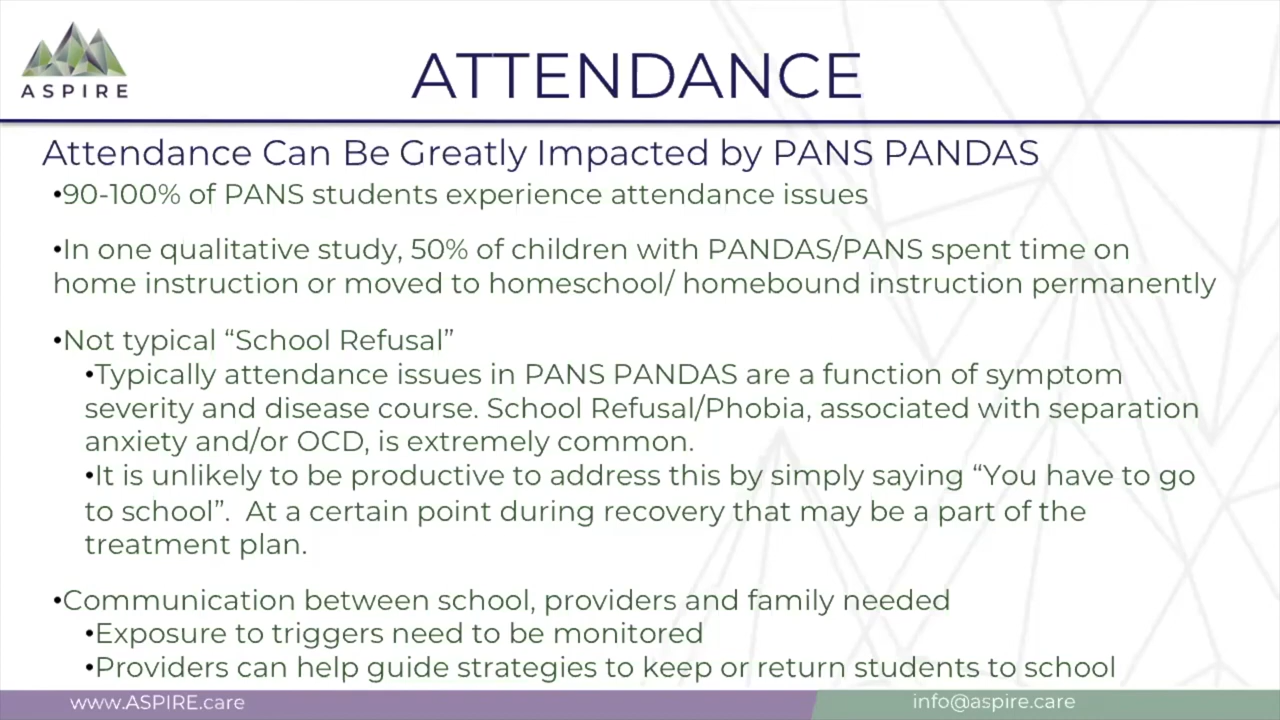 ASPIRE
ATTENDANCE
Attendance Can Be Greatly Impacted by PANS PANDAS
•90-100% of PANS students experience attendance issues
•In one qualitative study, 50% of children with PANDAS/PANS spent time on
home instruction or moved to homeschool/ homebound instruction permanently
•Not typical “School Refusal”
•Typically attendance issues in PANS PANDAS are a function of symptom
severity and disease course. School Refusal/Phobia, associated with separation
anxiety and/or OCD, is extremely common.
•It is unlikely to be productive to address this by simply saying “You have to go
to school”.  At a certain point during recovery that may be a part of the
treatment plan.
•Communication between school, providers and family needed
•Exposure to triggers need to be monitored
•Providers can help guide strategies to keep or return students to school
www.ASPIRE.care
info@aspire.care